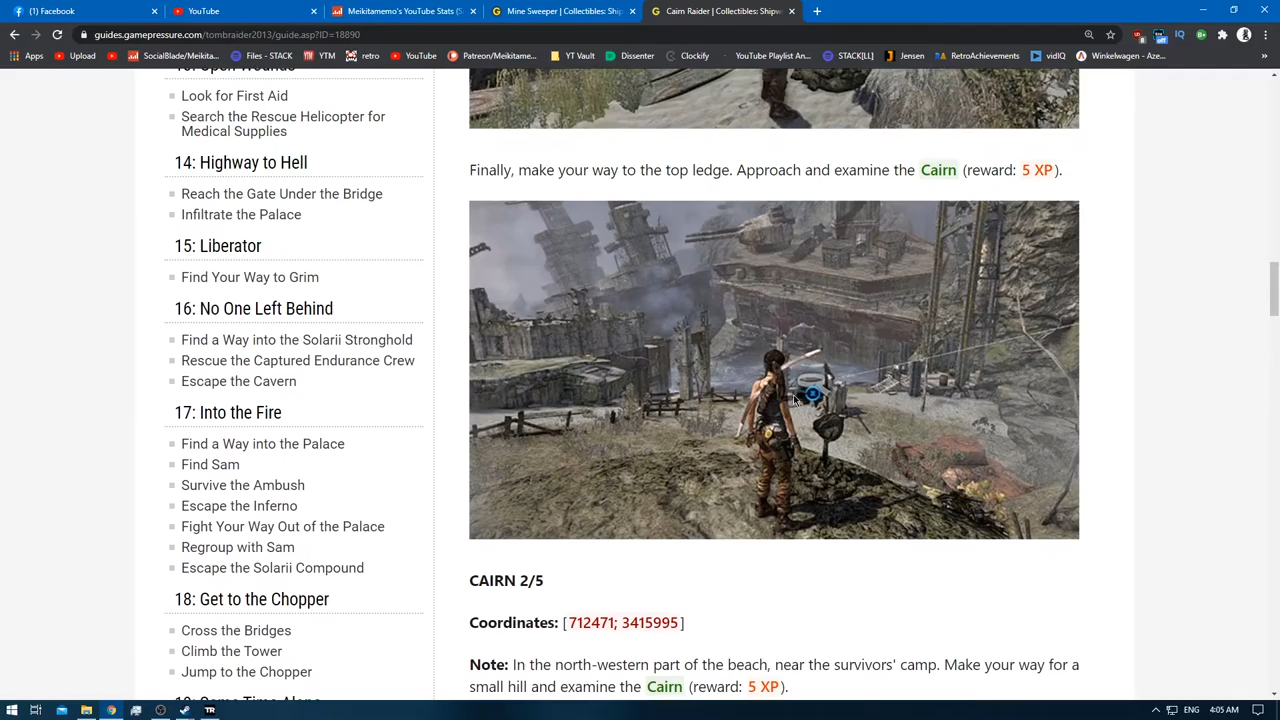 (1) Facebook
YouTube
Meikitamemo's YouTube Stats (S
Mine Sweeper | Collectibles: Ship
Cairn Raider | Collectibles: Shipw
guides.gamepressure.com/tombraider2013/guide.asp?ID=18890
Apps
Upload
SocialBlade/Meikita...
Files - STACK
YTM
retro
YouTube
Patreon/Meikitame...
YT Vault
Dissenter
Clockify
YouTube Playlist An...
STACK[LL]
Jensen
RetroAchievements
vidIQ
Winkelwagen - Aze...
Look for First Aid
Search the Rescue Helicopter for
Medical Supplies
14: Highway to Hell
Reach the Gate Under the Bridge
Infiltrate the Palace
15: Liberator
Find Your Way to Grim
16: No One Left Behind
Find a Way into the Solarii Stronghold
Rescue the Captured Endurance Crew
Escape the Cavern
17: Into the Fire
Find a Way into the Palace
Find Sam
Survive the Ambush
Escape the Inferno
Fight Your Way Out of the Palace
Regroup with Sam
Escape the Solarii Compound
18: Get to the Chopper
Cross the Bridges
Climb the Tower
Jump to the Chopper
Finally, make your way to the top ledge. Approach and examine the Cairn (reward: 5 XP).
CAIRN 2/5
Coordinates: [712471; 3415995]
Note: In the north-western part of the beach, near the survivors' camp. Make your way for a
small hill and examine the Cairn (reward: 5 XP).
ENG
4:05 AM